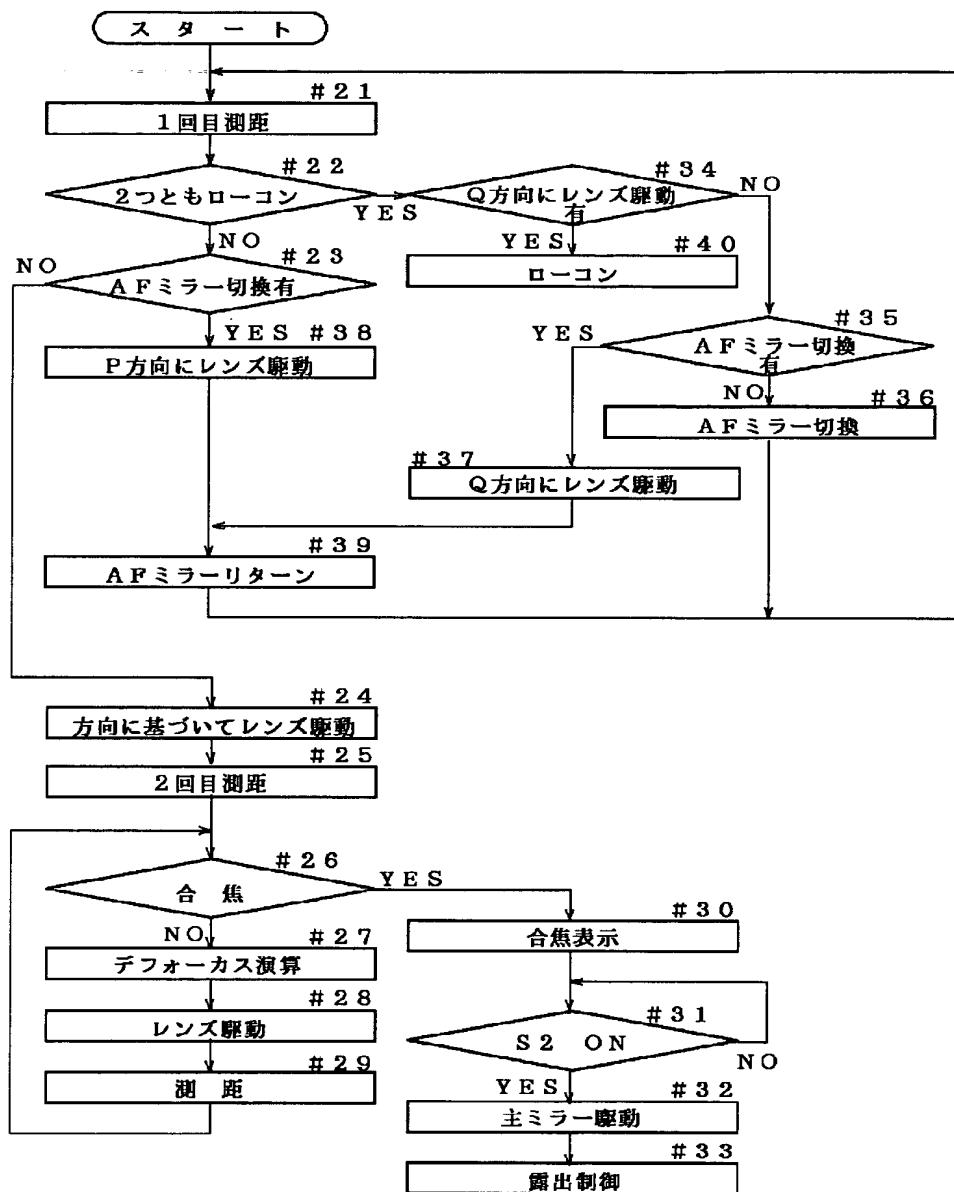 スタート
#21
1回目測距
#22
2つともローコン
YES
NO
#34
Q方向にレンズ駆動
有
NO
YES
#40
ローコン
#23
AFミラー切換有
NO
YES
#38
P方向にレンズ駆動
#35
AFミラー切換
有
YES
NO
#36
AFミラー切換
#37
Q方向にレンズ駆動
#39
AFミラーリターン
#24
方向に基づいてレンズ駆動
#25
2回目測距
#26
合焦
YES
NO
#27
デフォーカス演算
#28
レンズ駆動
#29
測距
#30
合焦表示
#31
S2 ON
NO
YES
#32
主ミラー駆動
#33
露出制御